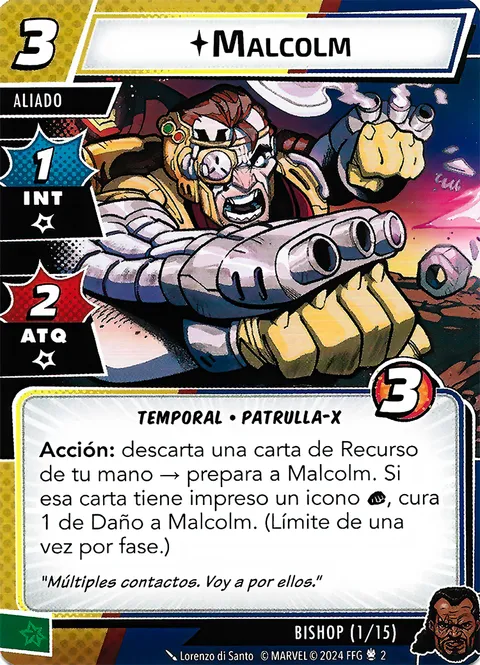 3
Malcolm
ALIADO
1
INT
2
ATQ
3
TEMPORAL • PATRULLA-X
Acción: descarta una carta de Recurso
de tu mano → prepara a Malcolm. Si
esa carta tiene impreso un icono , cura
1 de Daño a Malcolm. (Límite de una
vez por fase.)
"Múltiples contactos. Voy a por ellos."
BISHOP (1/15)
Lorenzo di Santo © MARVEL © 2024 FFG 2